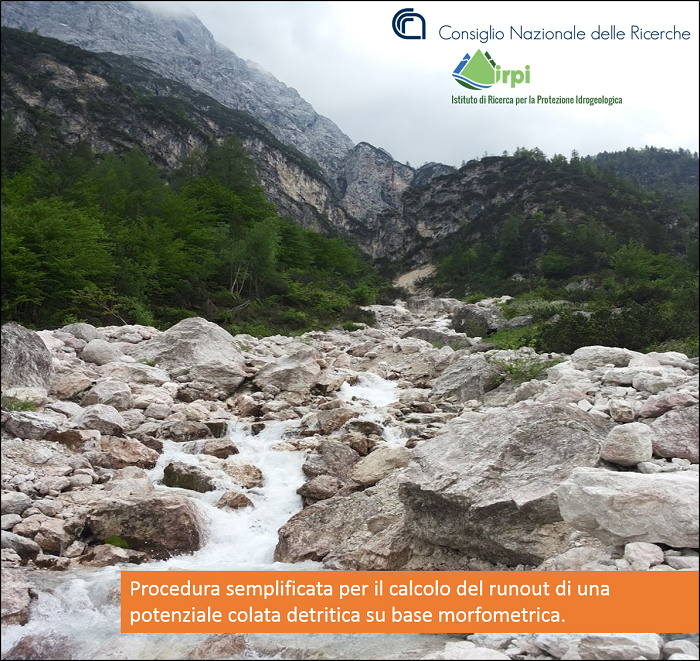 Consiglio Nazionale delle Ricerche
irpi
Istituto di Ricerca per la Protezione Idrogeologica
Procedura semplificata per il calcolo del runout di una
potenziale colata detritica su base morfometrica.